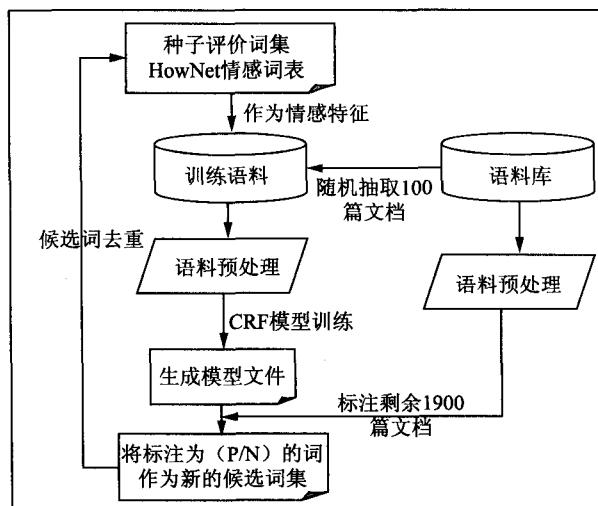 种子评价词集
HowNet情感词表
作为情感特征
训练语料
随机抽取100
篇文档
语料库
候选词去重
语料预处理
语料预处理
CRF模型训练
生成模型文件
标注剩余1900
篇文档
将标注为（P/N）的词
作为新的候选词集